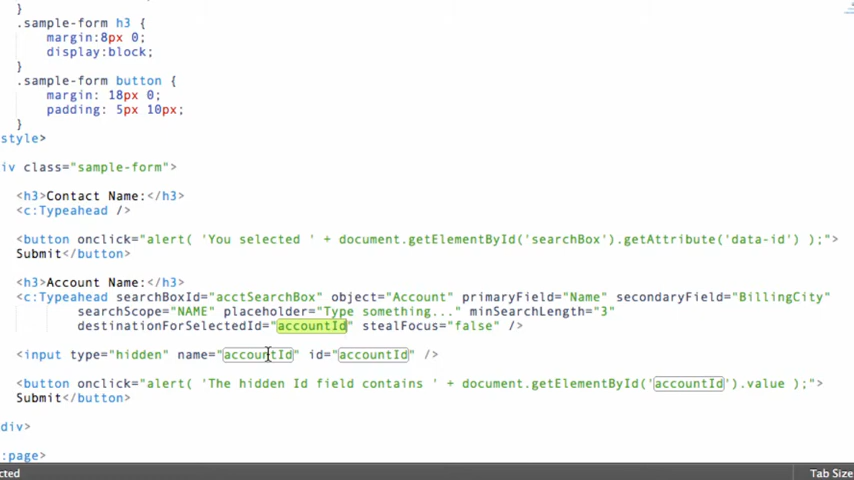 }
.sample-form h3 {
margin:8px 0;
display:block;
}
.sample-form button {
margin: 18px 0;
padding: 5px 10px;
}
style>
iv class="sample-form">
<h3>Contact Name:</h3>
<c:Typeahead />
<button onclick="alert( 'You selected ' + document.getElementById('searchBox').getAttribute('data-id') );">
Submit</button>
<h3>Account Name:</h3>
<c:Typeahead searchBoxId="acctSearchBox" object="Account" primaryField="Name" secondaryField="BillingCity"
searchScope="NAME" placeholder="Type something..." minSearchLength="3"
destinationForSelectedId="accountId" stealFocus="false" />
<input type="hidden" name="accountId" id="accountId" />
<button onclick="alert( 'The hidden Id field contains ' + document.getElementById('accountId').value );">
Submit</button>
div>
:page>
cted Tab Size